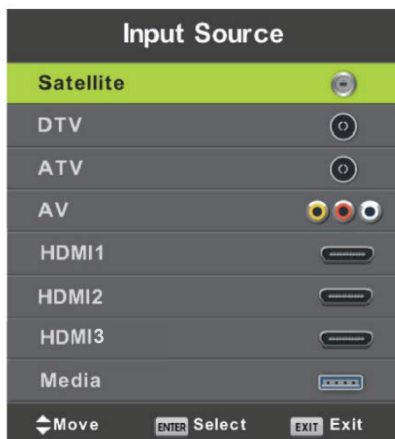 Input Source
Satellite
DTV
ATV
AV
HDMI1
HDMI2
HDMI3
Media
Move ENTER Select EXIT Exit